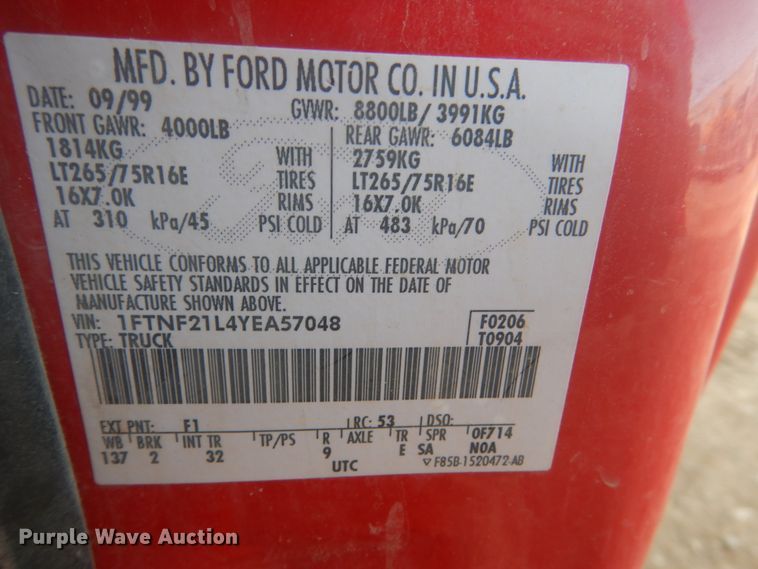 MFD. BY FORD MOTOR CO. IN U.S.A.
DATE: 09/99 GVWR: 8800LB/ 3991KG
FRONT GAWR: 4000LB REAR GAWR: 6084LB
1814KG WITH 2759KG WITH
LT265/75R16E TIRES LT265/75R16E TIRES
16X7.0K RIMS 16X7.0K RIMS
AT 310 kPa/45 PSI COLD AT 483 kPa/70 PSI COLD
THIS VEHICLE CONFORMS TO ALL APPLICABLE FEDERAL MOTOR
VEHICLE SAFETY STANDARDS IN EFFECT ON THE DATE OF
MANUFACTURE SHOWN ABOVE.
VIN: 1FTNF21L4YEA57048 F0206
TYPE: TRUCK T0904
EXT PNT: F1 RC: 53 DSO:
WB BRK INT TR TP/PS R AXLE TR SPR 0F714
137 2 32 9 E SA N0A
UTC ▽ F85B-1520472-AB
Purple Wave Auction